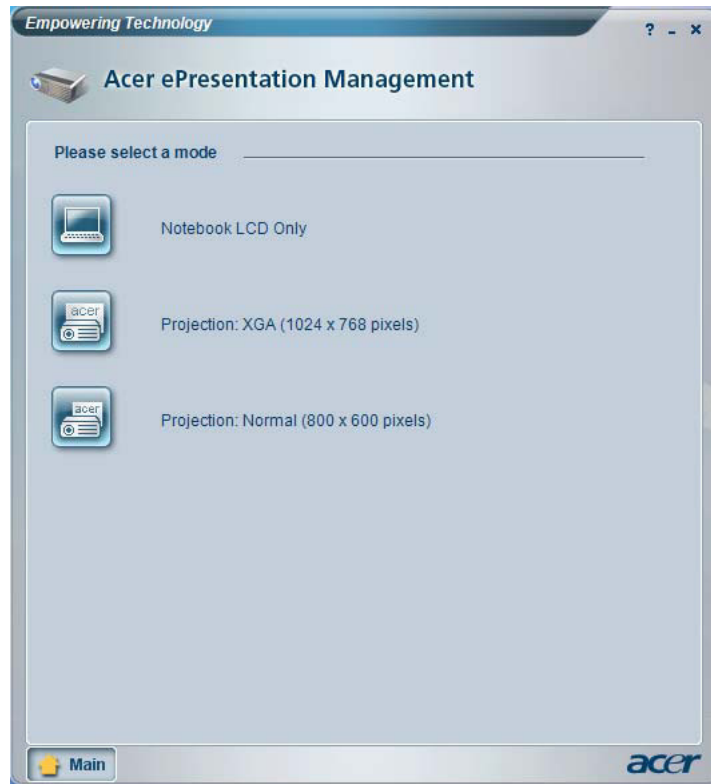 Empowering Technology
? - ×
Acer ePresentation Management
Please select a mode
Notebook LCD Only
acer
Projection: XGA (1024 x 768 pixels)
acer
Projection: Normal (800 x 600 pixels)
Main
acer